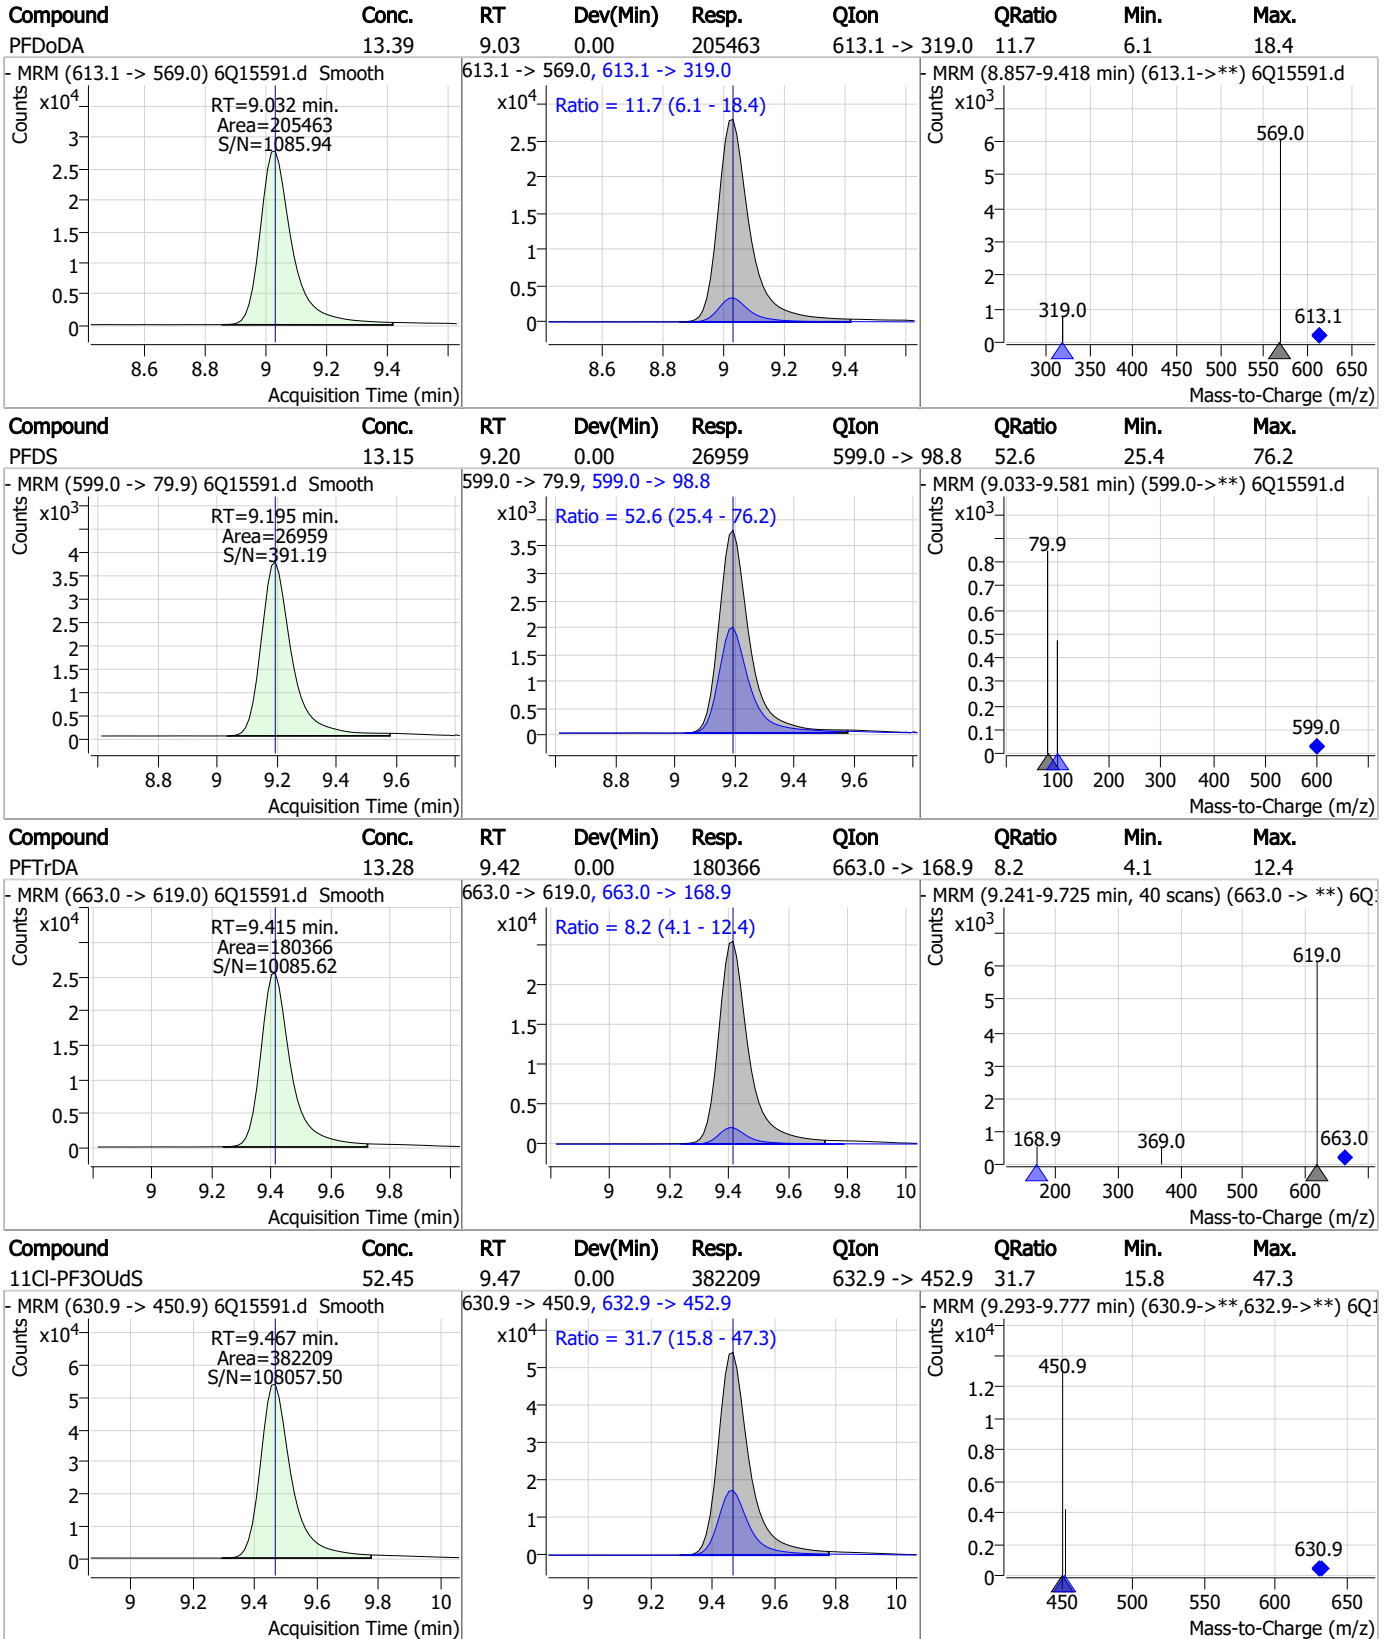 Compound Conc. RT Dev(Min) Resp. QIon QRatio Min. Max.
PFDoDA 13.39 9.03 0.00 205463 613.1 -> 319.0 11.7 6.1 18.4
- MRM (613.1 -> 569.0) 6Q15591.d Smooth
Counts
x10⁴
RT=9.032 min.
Area=205463
S/N=1085.94
3
2.5
2
1.5
1
0.5
0
8.6 8.8 9 9.2 9.4
Acquisition Time (min)
613.1 -> 569.0, 613.1 -> 319.0
x10⁴
Ratio = 11.7 (6.1 - 18.4)
2.5
2
1.5
1
0.5
0
8.6 8.8 9 9.2 9.4
Acquisition Time (min)
- MRM (8.857-9.418 min) (613.1->**) 6Q15591.d
Counts
x10³
569.0
319.0
613.1
6
5
4
3
2
1
0
300 350 400 450 500 550 600 650
Mass-to-Charge (m/z)
Compound Conc. RT Dev(Min) Resp. QIon QRatio Min. Max.
PFDS 13.15 9.20 0.00 26959 599.0 -> 98.8 52.6 25.4 76.2
- MRM (599.0 -> 79.9) 6Q15591.d Smooth
Counts
x10³
RT=9.195 min.
Area=26959
S/N=391.19
4
3.5
3
2.5
2
1.5
1
0.5
0
8.8 9 9.2 9.4 9.6
Acquisition Time (min)
599.0 -> 79.9, 599.0 -> 98.8
x10³
Ratio = 52.6 (25.4 - 76.2)
3.5
3
2.5
2
1.5
1
0.5
0
8.8 9 9.2 9.4 9.6
Acquisition Time (min)
- MRM (9.033-9.581 min) (599.0->**) 6Q15591.d
Counts
x10³
79.9
599.0
0.8
0.7
0.6
0.5
0.4
0.3
0.2
0.1
0
100 200 300 400 500 600
Mass-to-Charge (m/z)
Compound Conc. RT Dev(Min) Resp. QIon QRatio Min. Max.
PFTrDA 13.28 9.42 0.00 180366 663.0 -> 168.9 8.2 4.1 12.4
- MRM (663.0 -> 619.0) 6Q15591.d Smooth
Counts
x10⁴
RT=9.415 min.
Area=180366
S/N=10085.62
2.5
2
1.5
1
0.5
0
9 9.2 9.4 9.6 9.8
Acquisition Time (min)
663.0 -> 619.0, 663.0 -> 168.9
x10⁴
Ratio = 8.2 (4.1 - 12.4)
2
1.5
1
0.5
0
9 9.2 9.4 9.6 9.8 10
Acquisition Time (min)
- MRM (9.241-9.725 min, 40 scans) (663.0 -> **) 6Q1
Counts
x10³
619.0
168.9
369.0
663.0
6
5
4
3
2
1
0
200 300 400 500 600
Mass-to-Charge (m/z)
Compound Conc. RT Dev(Min) Resp. QIon QRatio Min. Max.
11Cl-PF3OUdS 52.45 9.47 0.00 382209 632.9 -> 452.9 31.7 15.8 47.3
- MRM (630.9 -> 450.9) 6Q15591.d Smooth
Counts
x10⁴
RT=9.467 min.
Area=382209
S/N=108057.50
6
5
4
3
2
1
0
9 9.2 9.4 9.6 9.8 10
Acquisition Time (min)
630.9 -> 450.9, 632.9 -> 452.9
x10⁴
Ratio = 31.7 (15.8 - 47.3)
5
4
3
2
1
0
9 9.2 9.4 9.6 9.8 10
Acquisition Time (min)
- MRM (9.293-9.777 min) (630.9->**,632.9->**) 6Q1
Counts
x10⁴
450.9
630.9
1.2
1
0.8
0.6
0.4
0.2
0
450 500 550 600 650
Mass-to-Charge (m/z)